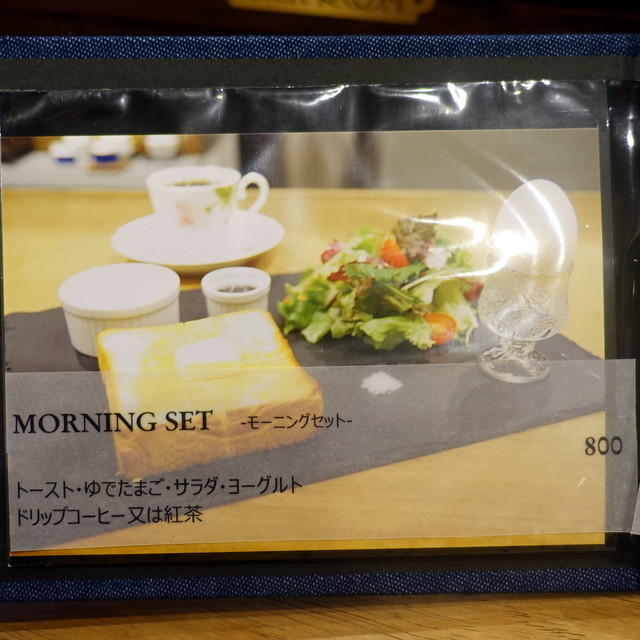 MORNING SET -モーニングセット-
800
トースト・ゆでたまご・サラダ・ヨーグルト
ドリップコーヒー又は紅茶